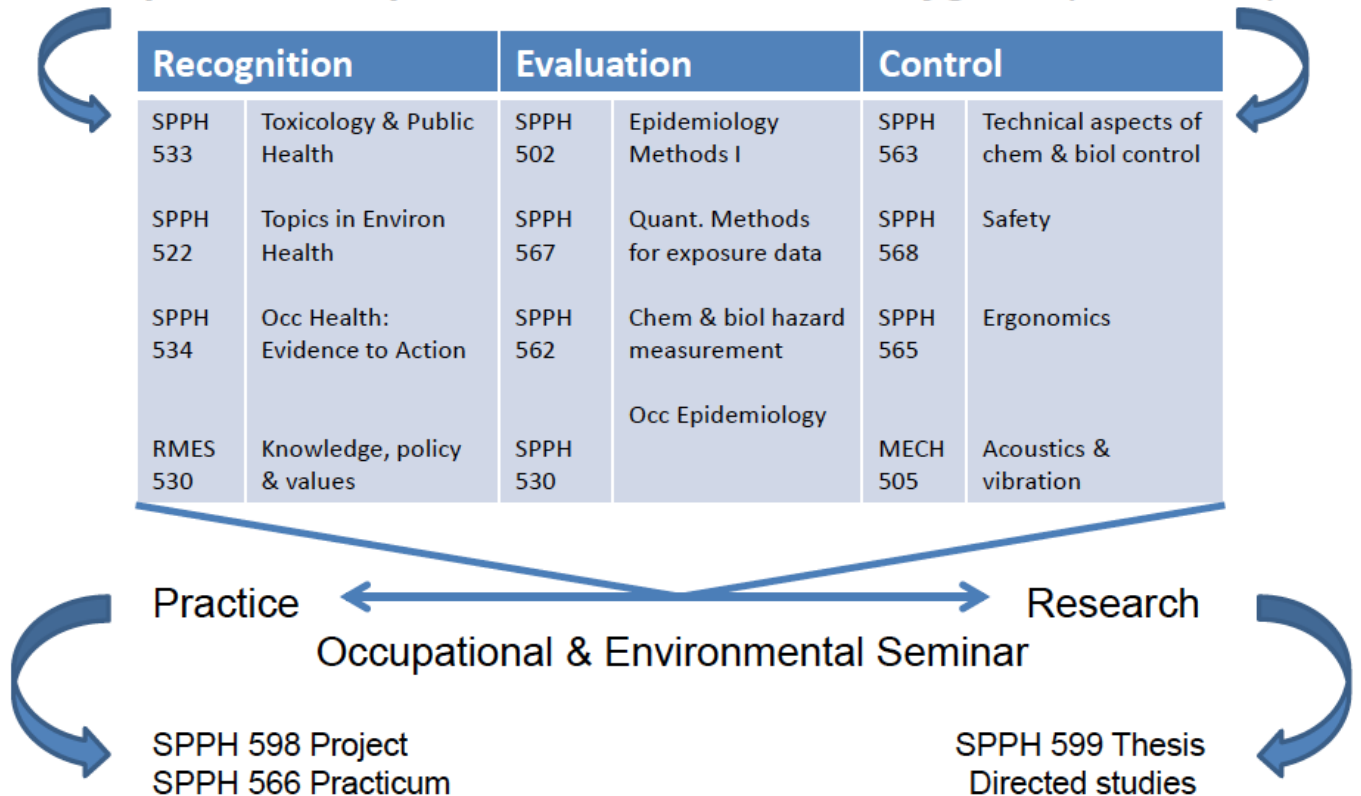 Recognition Evaluation Control
SPPH Toxicology & Public SPPH Epidemiology SPPH Technical aspects of
533 Health 502 Methods I 563 chem & biol control
SPPH Topics in Environ SPPH Quant. Methods SPPH Safety
522 Health 567 for exposure data 568
SPPH Occ Health: SPPH Chem & biol hazard SPPH Ergonomics
534 Evidence to Action 562 measurement 565
Occ Epidemiology
RMES Knowledge, policy SPPH MECH Acoustics &
530 & values 530 505 vibration
Practice Research
Occupational & Environmental Seminar
SPPH 598 Project SPPH 599 Thesis
SPPH 566 Practicum Directed studies